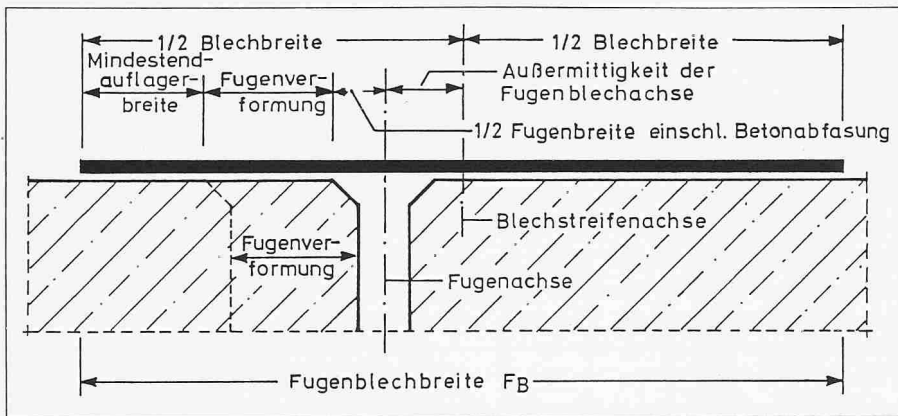 1/2 Blechbreite
1/2 Blechbreite
Mindestend-
auflager-
breite
Fugenver-
formung
Außermittigkeit der
Fugenblechachse
1/2 Fugenbreite einschl. Betonabfasung
Blechstreifenachse
Fugenver-
formung
Fugenachse
Fugenblechbreite FB